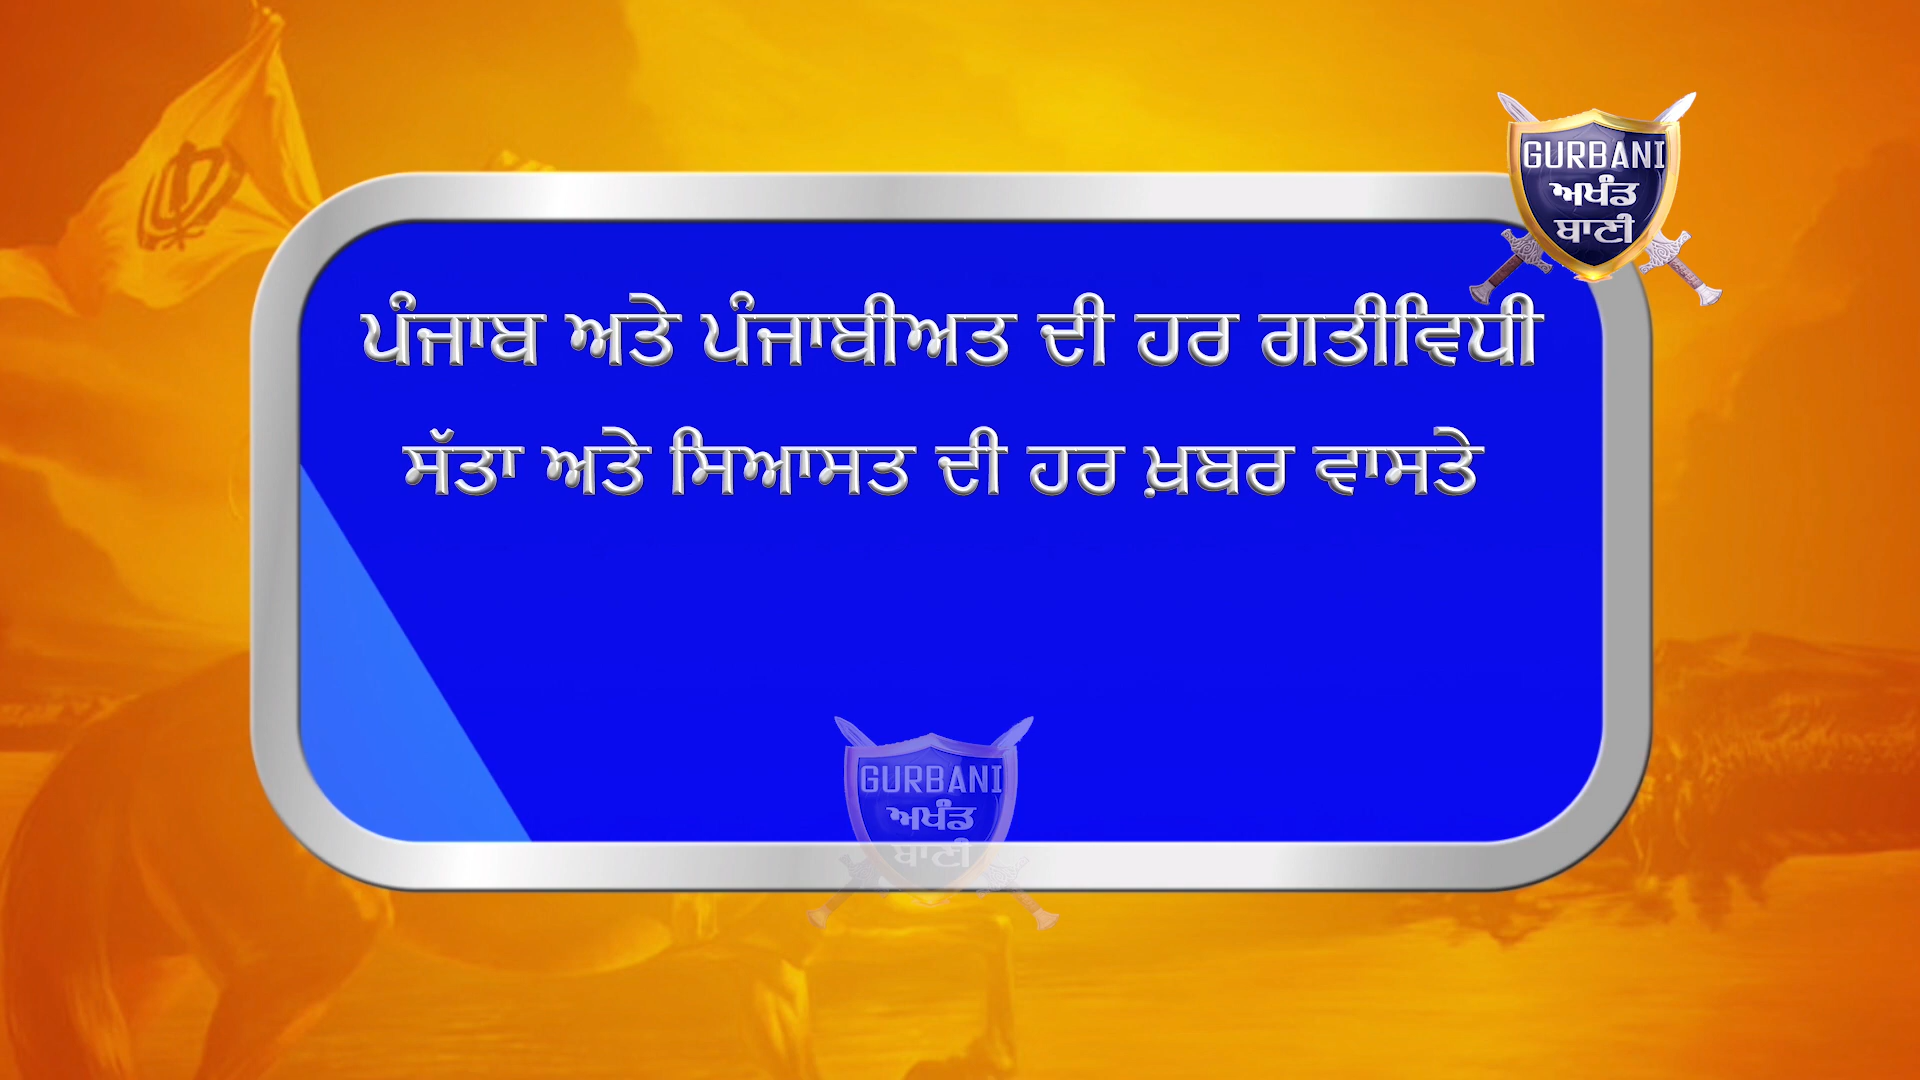 GURBANI
ਅਖੰਡ
ਬਾਣੀ
ਪੰਜਾਬ ਅਤੇ ਪੰਜਾਬੀਅਤ ਦੀ ਹਰ ਗਤੀਵਿਧੀ
ਸੱਤਾ ਅਤੇ ਸਿਆਸਤ ਦੀ ਹਰ ਖ਼ਬਰ ਵਾਸਤੇ
GURBANI
ਅਖੰਡ
ਬਾਣੀ